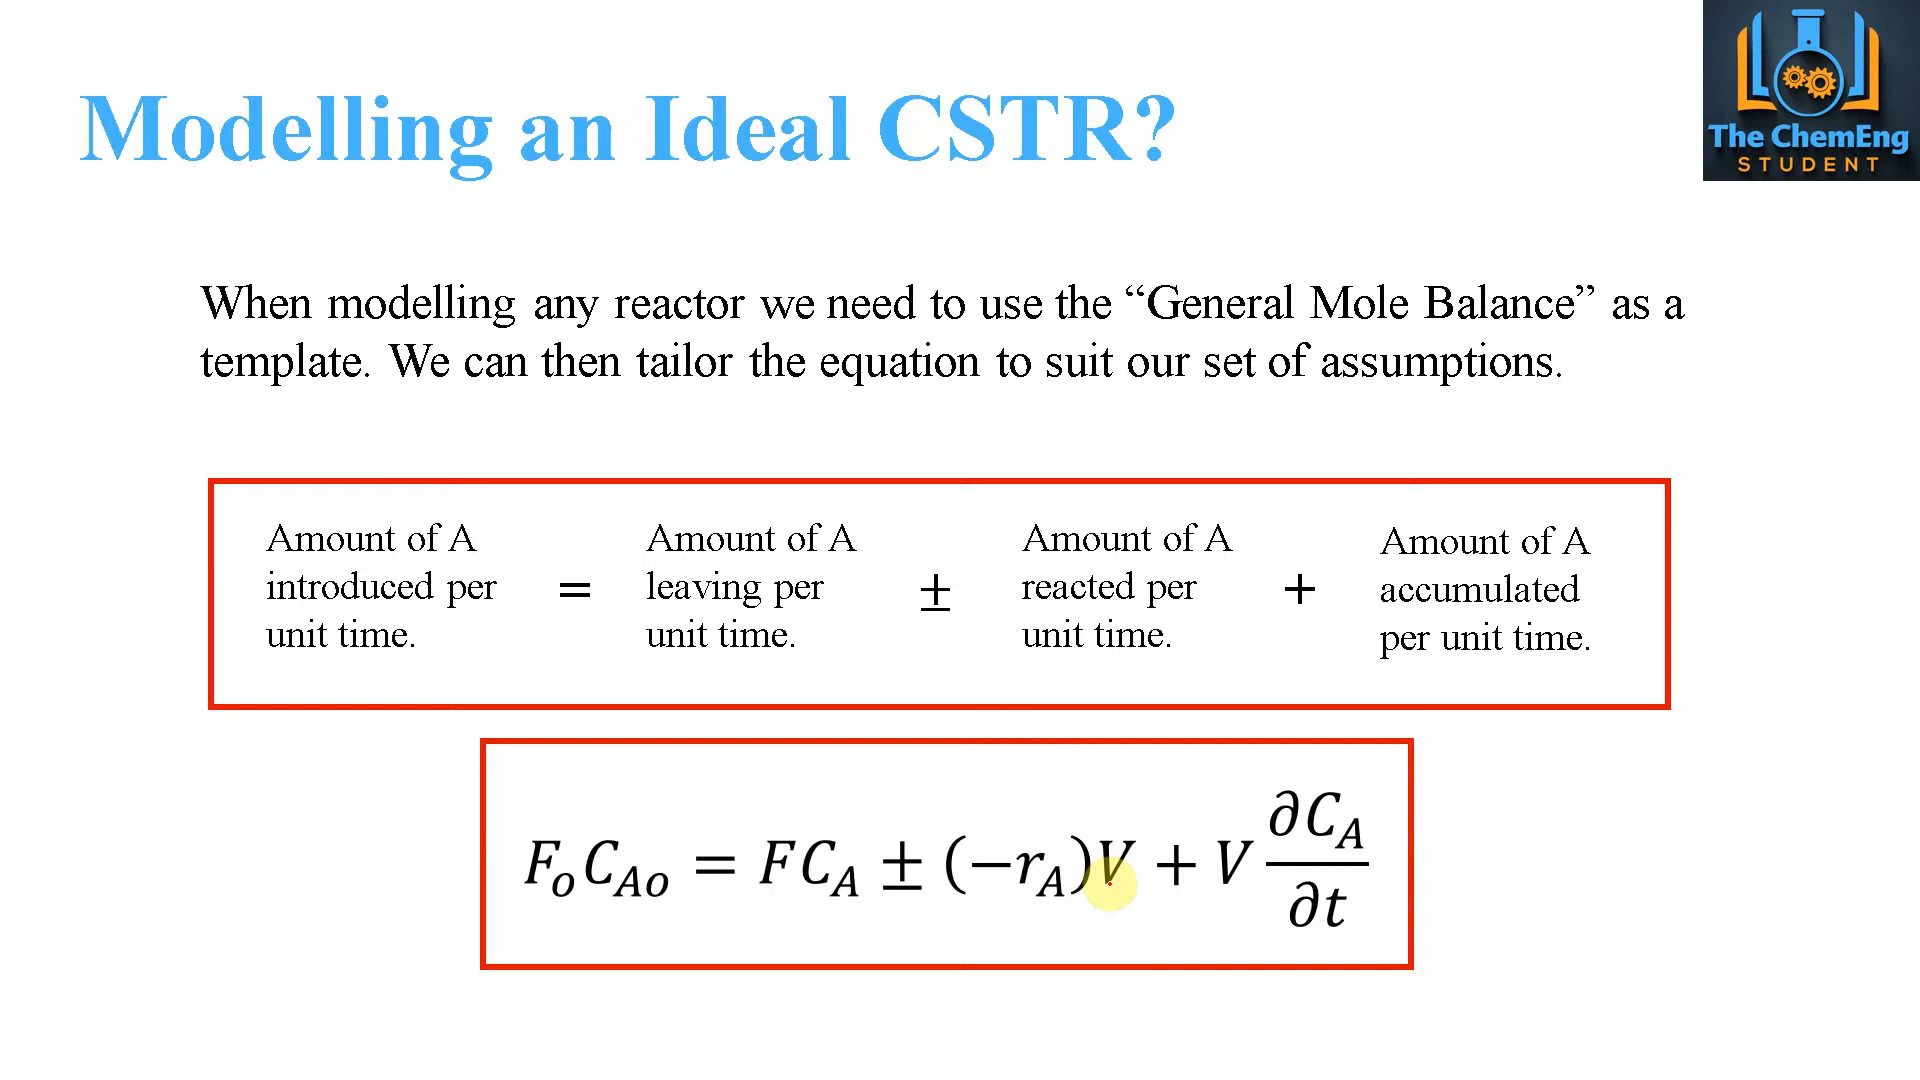 Modelling an Ideal CSTR?
The ChemEng
STUDENT
When modelling any reactor we need to use the “General Mole Balance” as a
template. We can then tailor the equation to suit our set of assumptions.
Amount of A
introduced per
unit time.
=
Amount of A
leaving per
unit time.
±
Amount of A
reacted per
unit time.
+
Amount of A
accumulated
per unit time.
F_o C_{Ao} = F C_A ± (−r_A)V + V ∂C_A/∂t